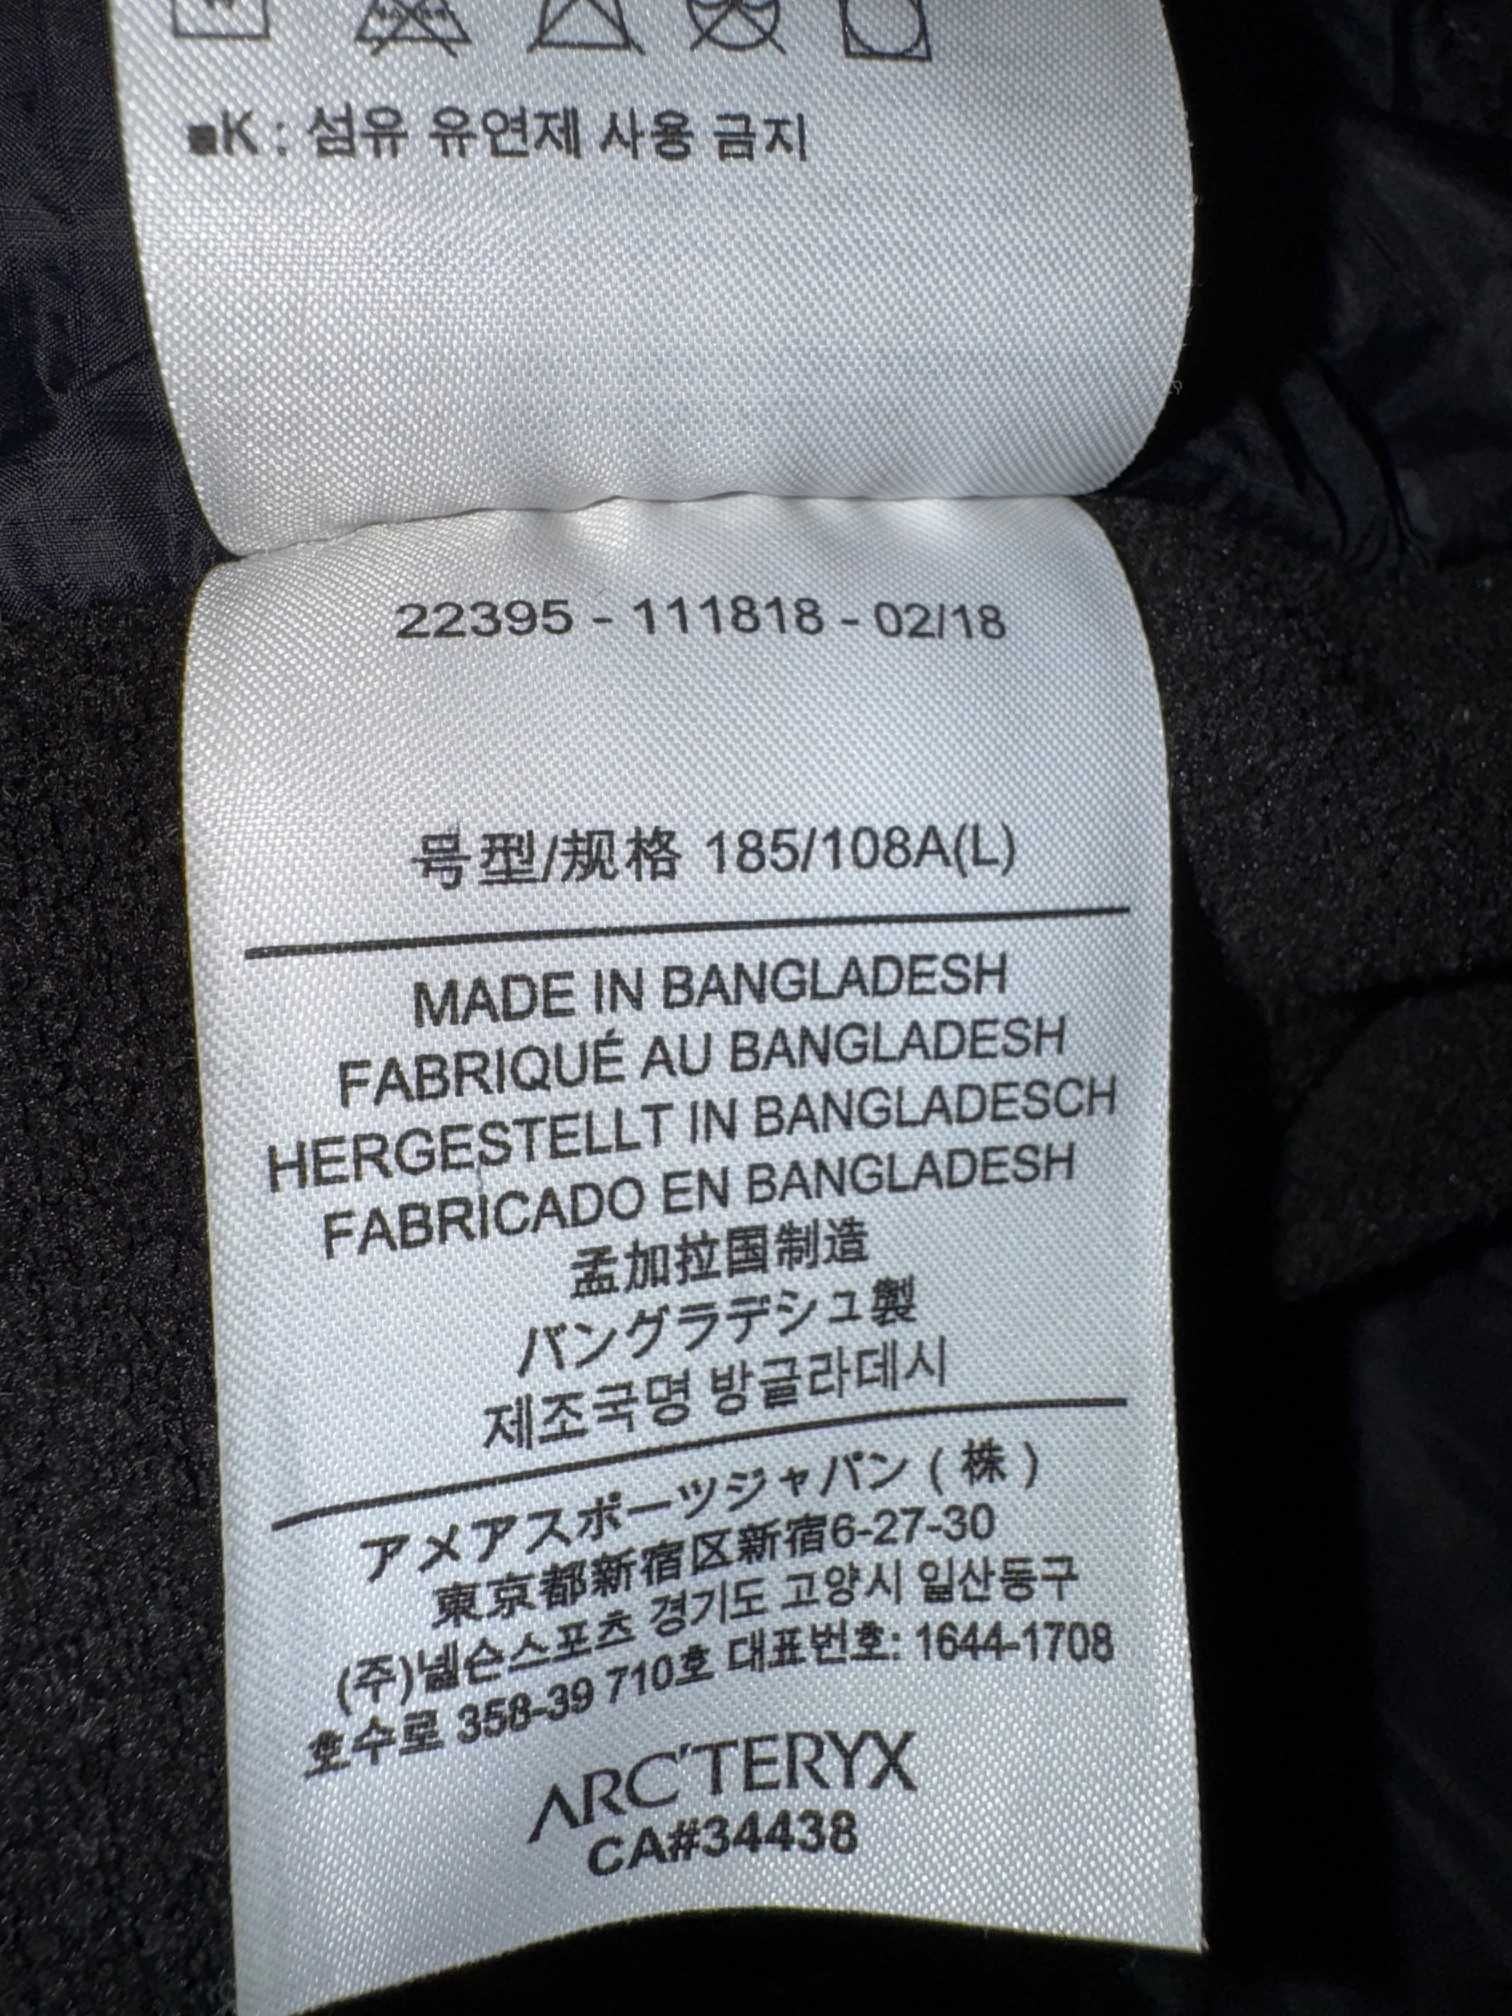 ■K : 섬유 유연제 사용 금지
22395 - 111818 - 02/18
号型/规格 185/108A(L)
MADE IN BANGLADESH
FABRIQUÉ AU BANGLADESH
HERGESTELLT IN BANGLADESCH
FABRICADO EN BANGLADESH
孟加拉国制造
バングラデシュ製
제조국명 방글라데시
アメアスポーツジャパン ( 株 )
東京都新宿区新宿6-27-30
(주)넬슨스포츠 경기도 고양시 일산동구
호수로 358-39 710호 대표번호: 1644-1708
ARC'TERYX
CA#34438